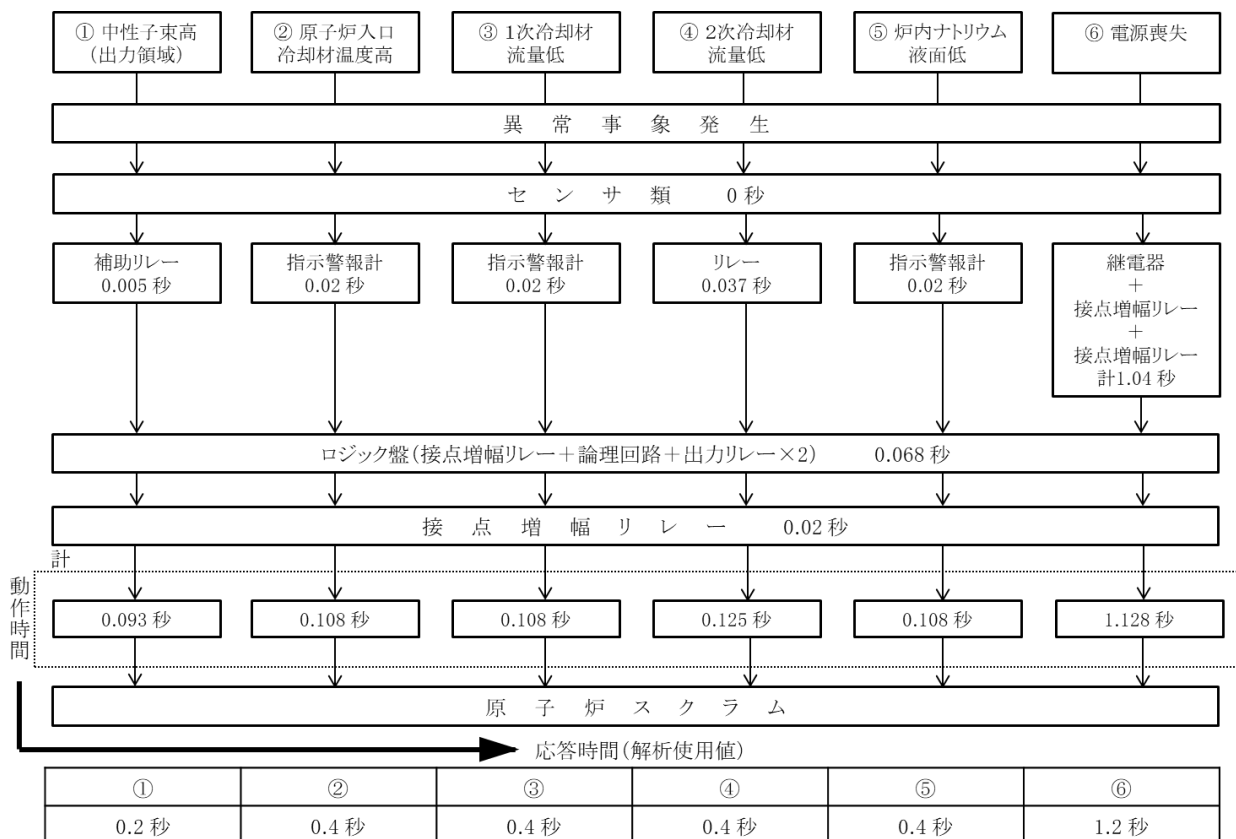 ① 中性子束高
(出力領域)
② 原子炉入口
冷却材温度高
③ 1次冷却材
流量低
④ 2次冷却材
流量低
⑤ 炉内ナトリウム
液面低
⑥ 電源喪失
異常事象発生
センサ類 0 秒
補助リレー
0.005 秒
指示警報計
0.02 秒
指示警報計
0.02 秒
リレー
0.037 秒
指示警報計
0.02 秒
継電器
+
接点増幅リレー
+
接点増幅リレー
計1.04 秒
ロジック盤(接点増幅リレー+論理回路+出力リレー×2) 0.068 秒
接点増幅リレー 0.02 秒
計
動作時間
0.093 秒
0.108 秒
0.108 秒
0.125 秒
0.108 秒
1.128 秒
原子炉スクラム
応答時間(解析使用値)
① ② ③ ④ ⑤ ⑥
0.2 秒 0.4 秒 0.4 秒 0.4 秒 0.4 秒 1.2 秒